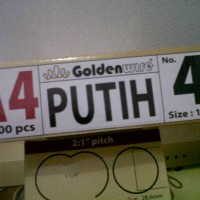 Goldenwire
No.
A4
PUTIH
4
00 pcs
Size : 1
2:1" pitch